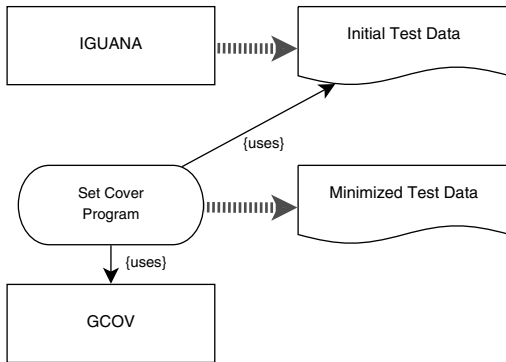 IGUANA
Initial Test Data
{uses}
Set Cover
Program
Minimized Test Data
{uses}
GCOV